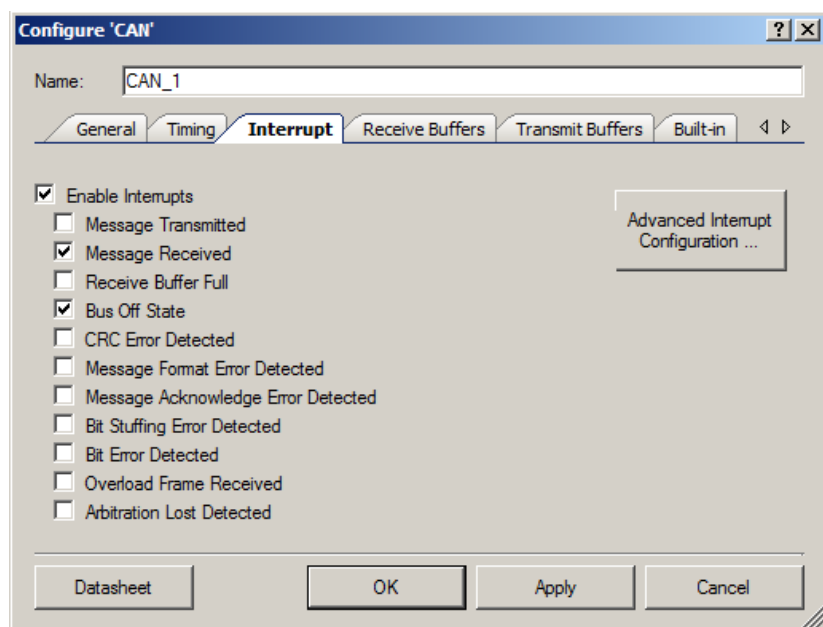 Configure 'CAN'
Name: CAN_1
General Timing Interrupt Receive Buffers Transmit Buffers Built-in
Enable Interrupts
Message Transmitted
Message Received
Receive Buffer Full
Bus Off State
CRC Error Detected
Message Format Error Detected
Message Acknowledge Error Detected
Bit Stuffing Error Detected
Bit Error Detected
Overload Frame Received
Arbitration Lost Detected
Advanced Interrupt
Configuration ...
Datasheet OK Apply Cancel